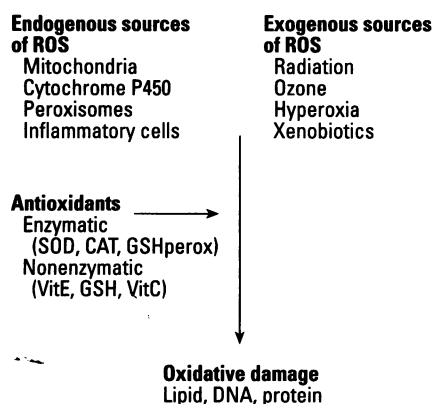 Endogenous sources
of ROS
Mitochondria
Cytochrome P450
Peroxisomes
Inflammatory cells
Exogenous sources
of ROS
Radiation
Ozone
Hyperoxia
Xenobiotics
Antioxidants
Enzymatic
(SOD, CAT, GSHperox)
Nonenzymatic
(VitE, GSH, VitC)
Oxidative damage
Lipid, DNA, protein